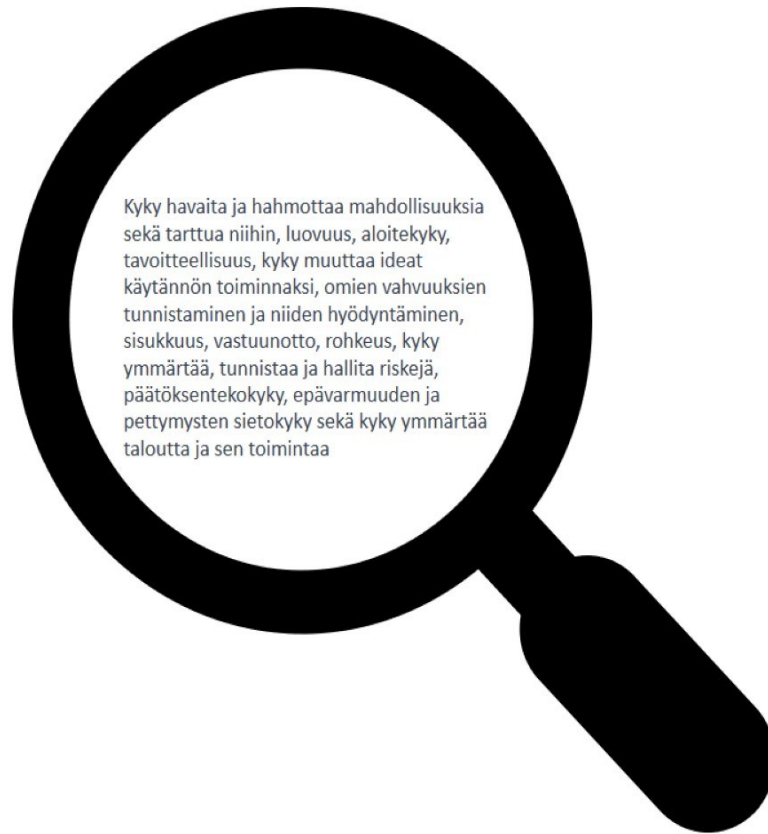 Kyky havaita ja hahmottaa mahdollisuuksia
sekä tarttua niihin, luovuus, aloitekyky,
tavoitteellisuus, kyky muuttaa ideat
käytännön toiminnaksi, omien vahvuuksien
tunnistaminen ja niiden hyödyntäminen,
sisukkuus, vastuunotto, rohkeus, kyky
ymmärtää, tunnistaa ja hallita riskejä,
päätöksentekokyky, epävarmuuden ja
pettymysten sietokyky sekä kyky ymmärtää
taloutta ja sen toimintaa